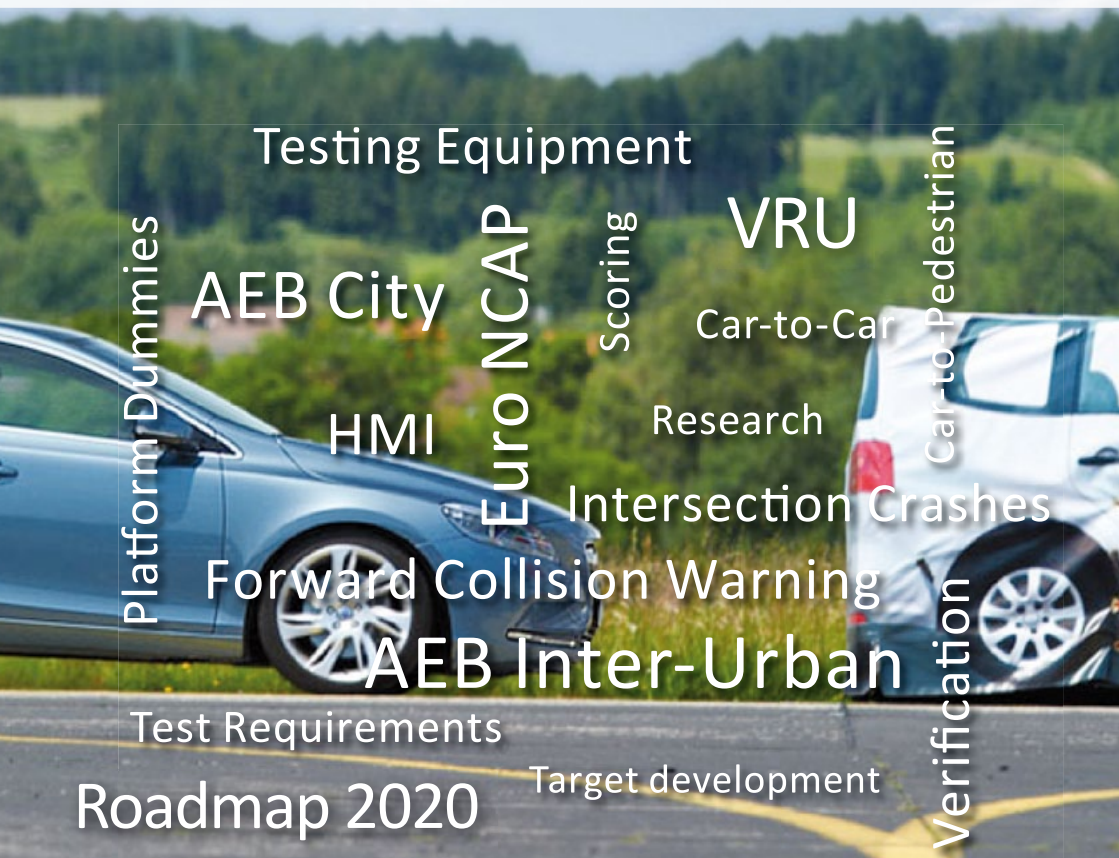 Testing Equipment
VRU
Car-to-Pedestrian
Scoring
Euro NCAP
Platform Dummies
AEB City
Car-to-Car
HMI
Research
Intersection Crashes
Forward Collision Warning
AEB Inter-Urban
Verification
Test Requirements
Target development
Roadmap 2020